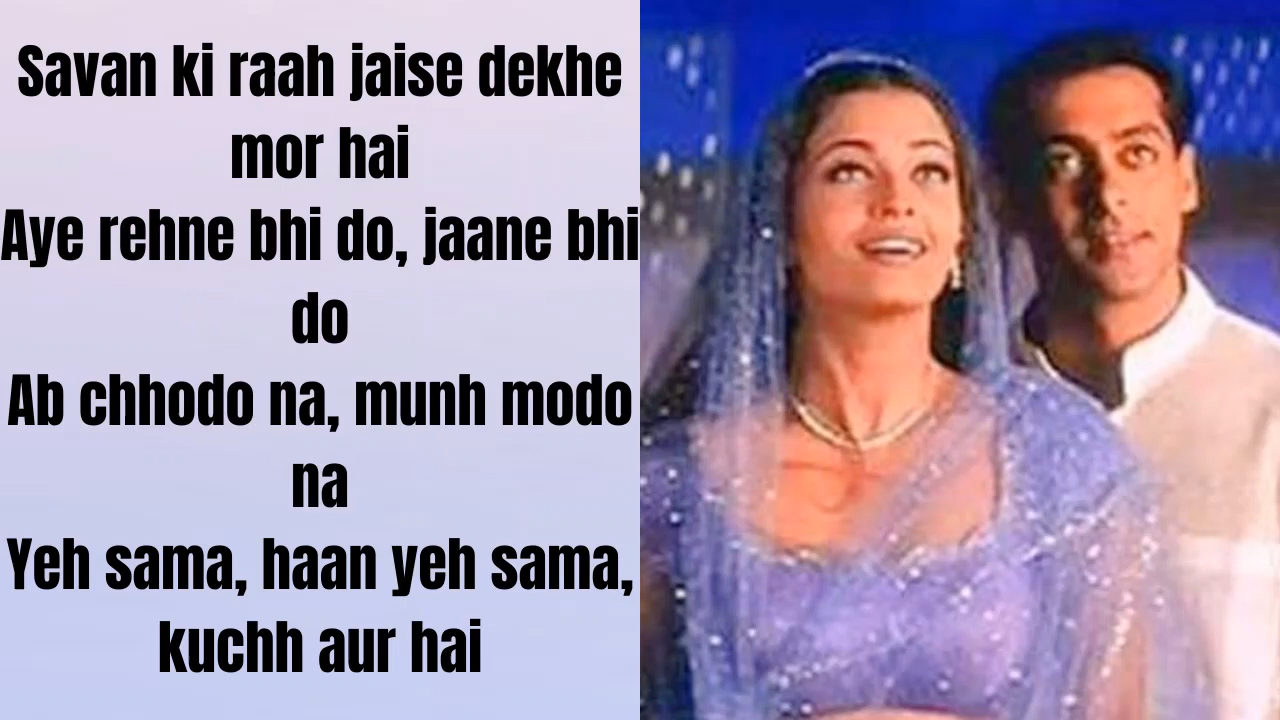 Savan ki raah jaise dekhe
mor hai
Aye rehne bhi do, jaane bhi
do
Ab chhodo na, munh modo
na
Yeh sama, haan yeh sama,
kuchh aur hai